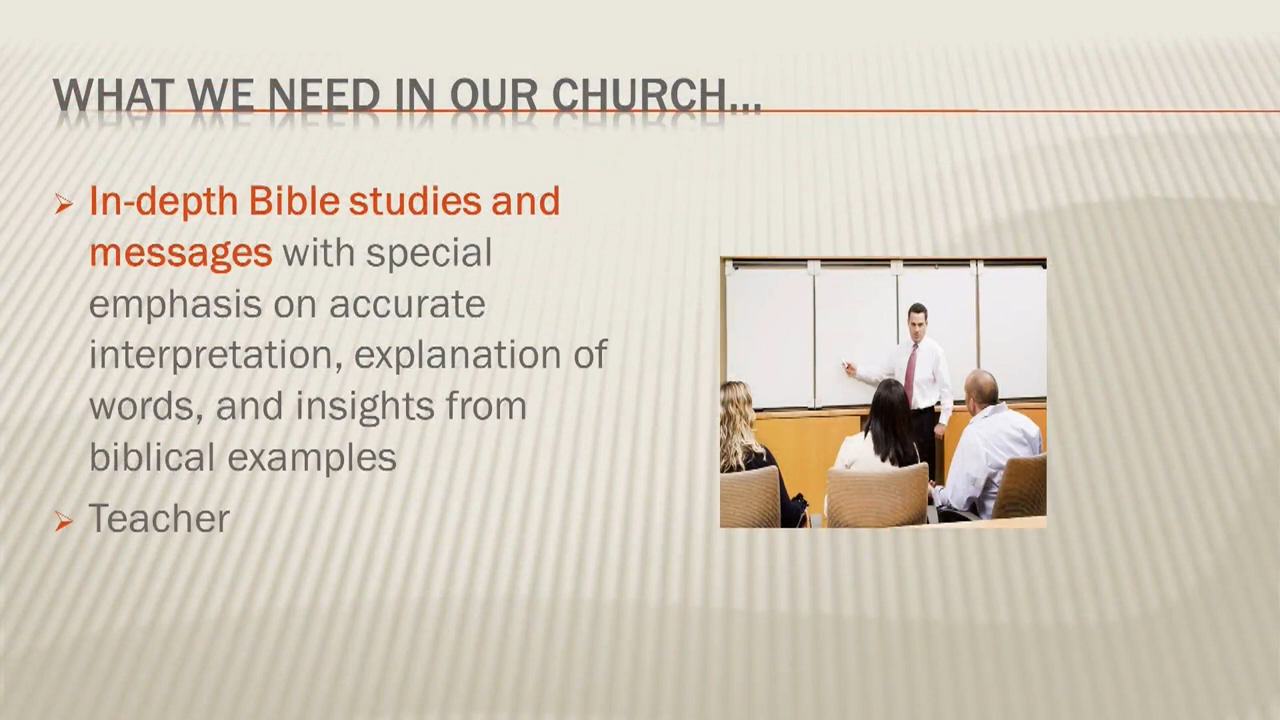 WHAT WE NEED IN OUR CHURCH...
In-depth Bible studies and
messages with special
emphasis on accurate
interpretation, explanation of
words, and insights from
biblical examples
Teacher